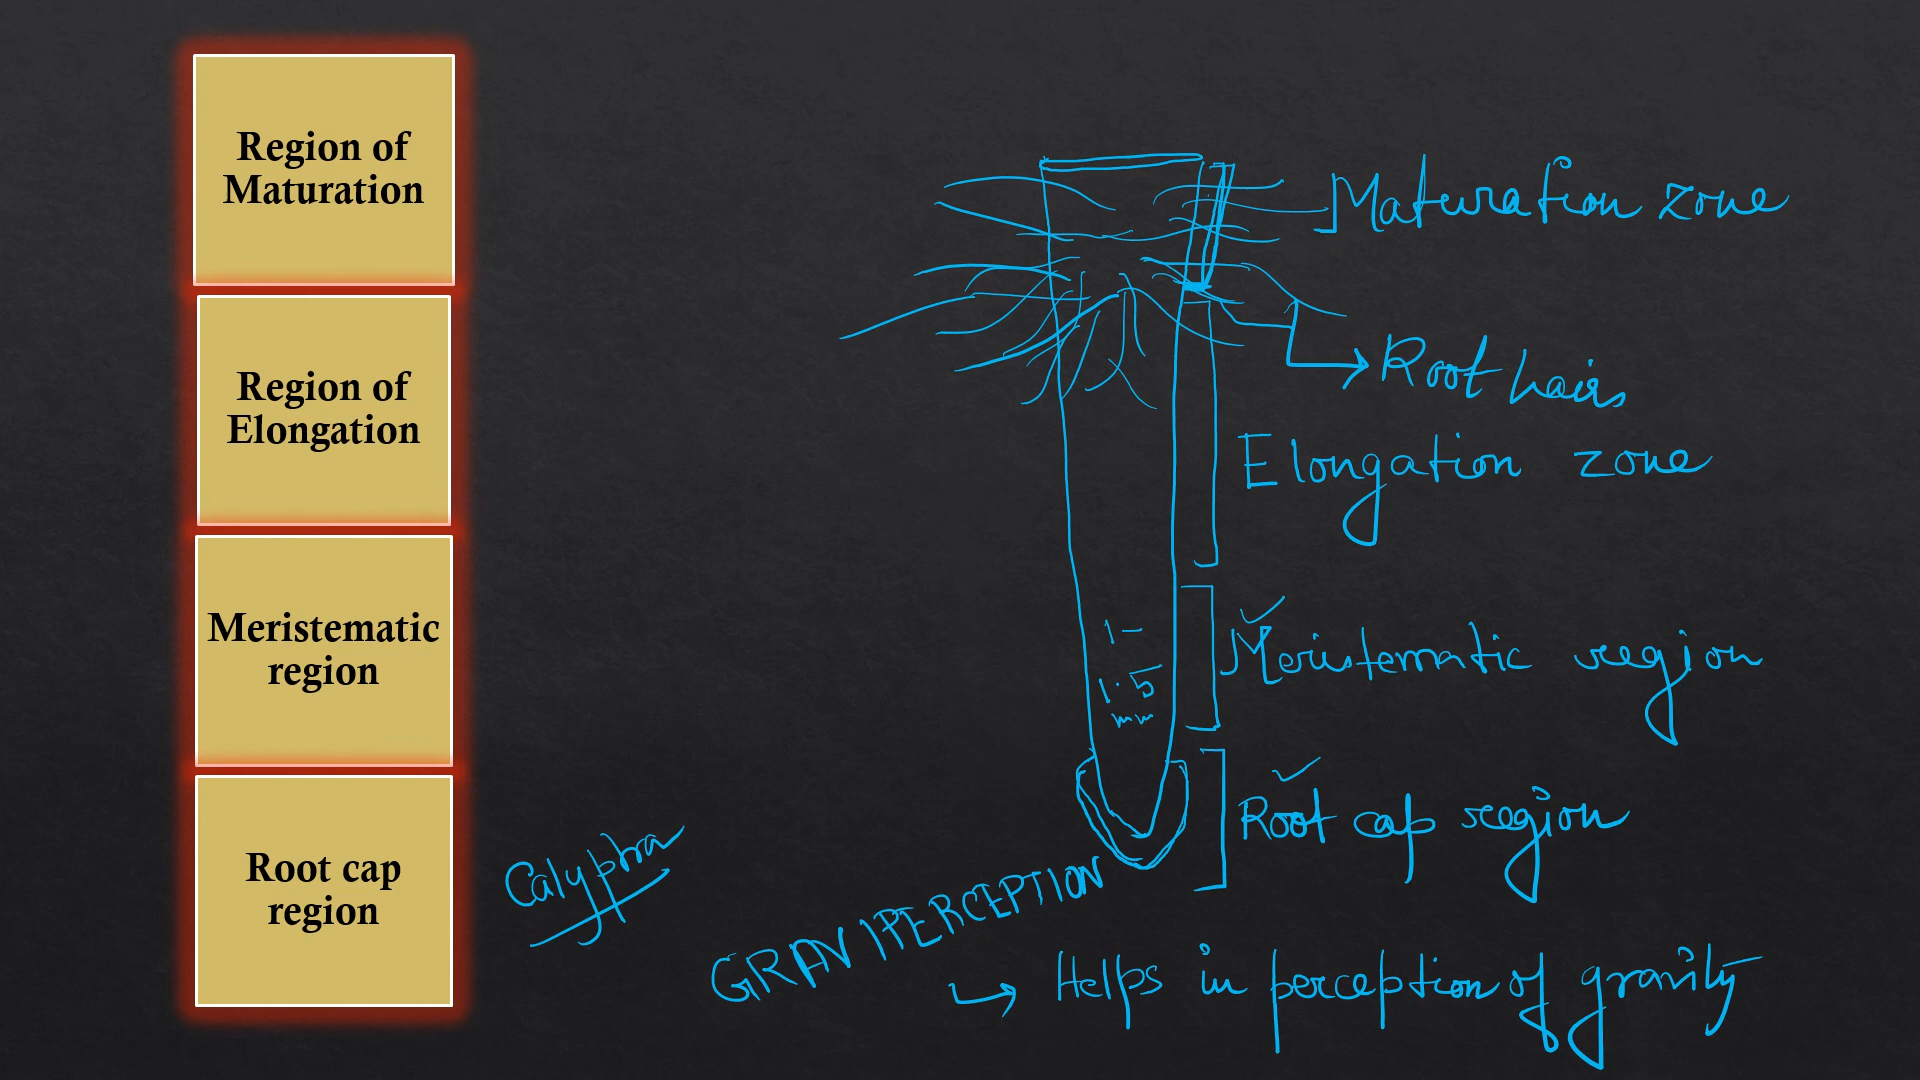 Region of
Maturation
Region of
Elongation
Meristematic
region
Root cap
region
Maturation zone
Root hairs
Elongation zone
1-
1.5
mm
Meristematic region
Root cap region
Calyptra
GRAVIPERCEPTION
Helps in perception of gravity